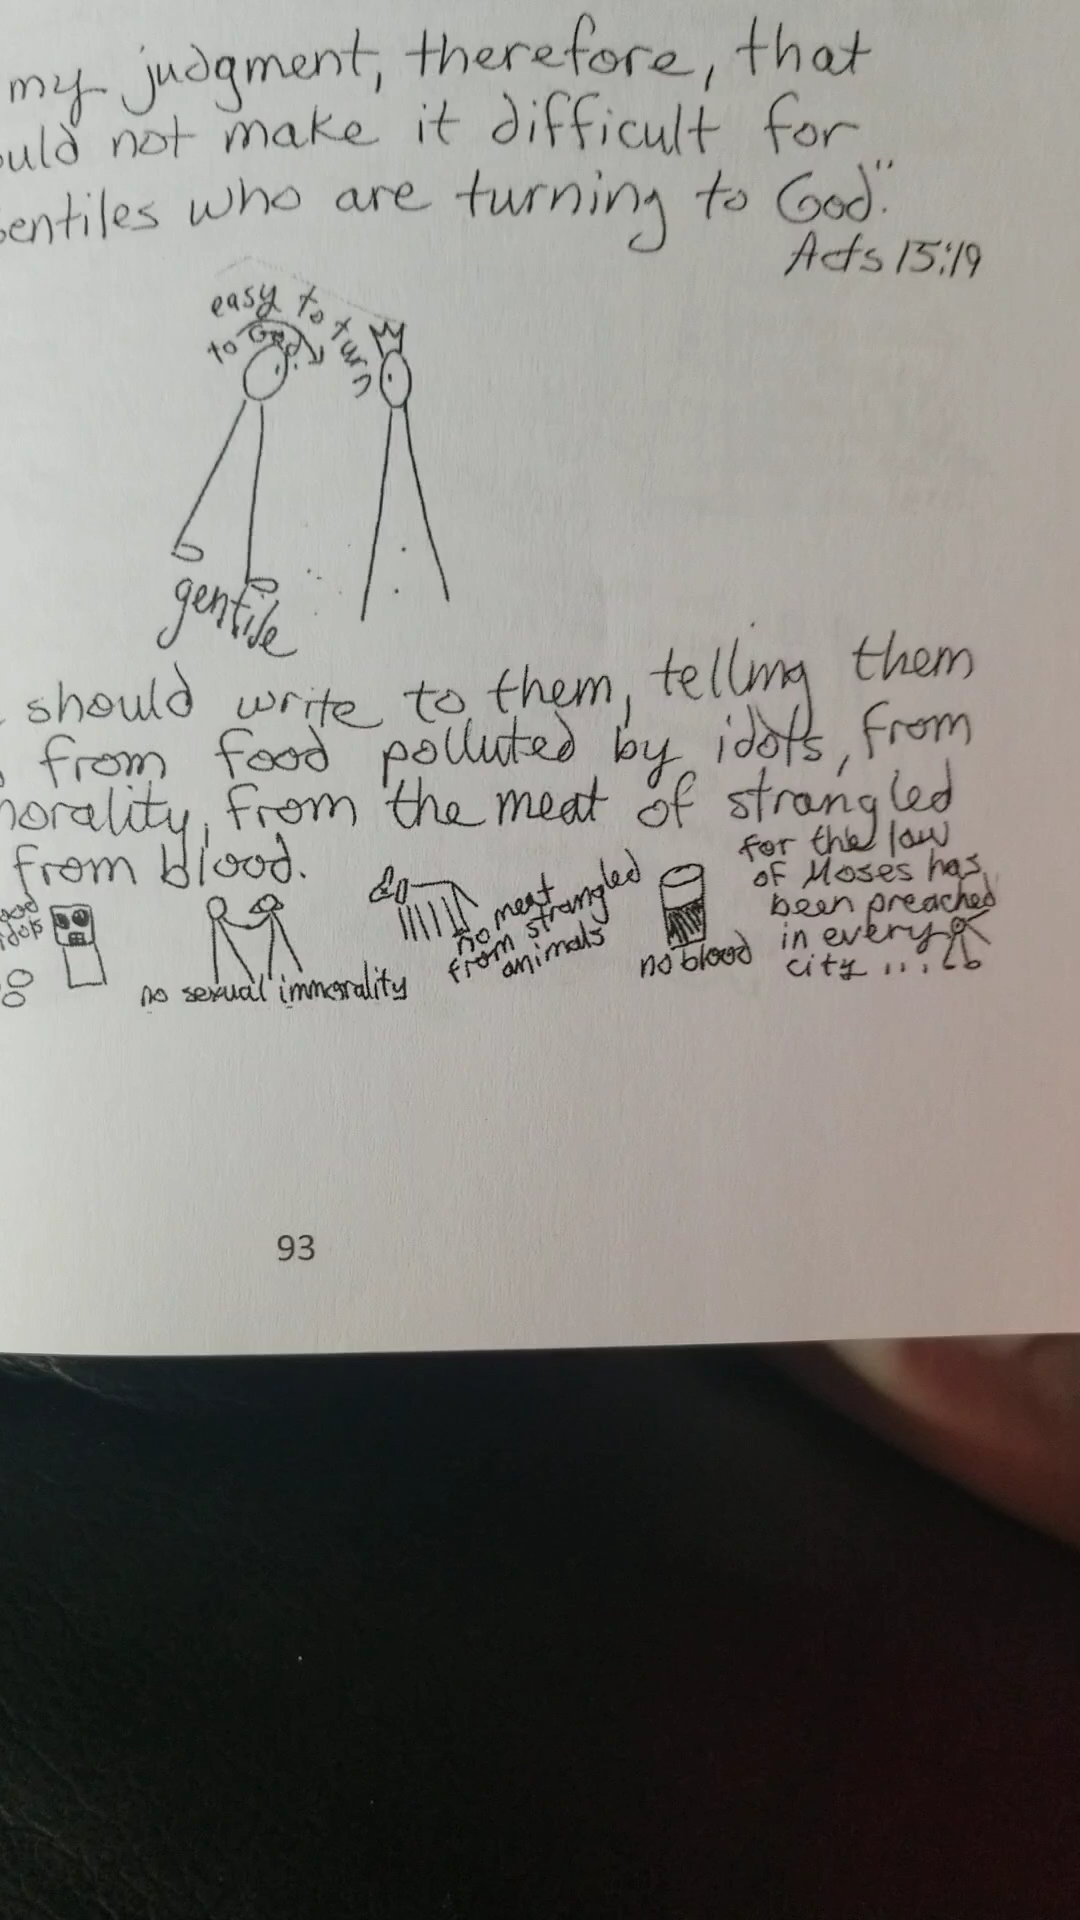 my judgment, therefore, that
ould not make it difficult for
entiles who are turning to God."
Acts 15:19
easy to turn
to God.
gentile
should write to them, telling them
from food polluted by idols, from
orality, from the meat of strangled
from blood.
ood
idols
no sexual immorality
no meat
from strangled
animals
no blood
for the law
of Moses has
been preached
in every
city ....
93